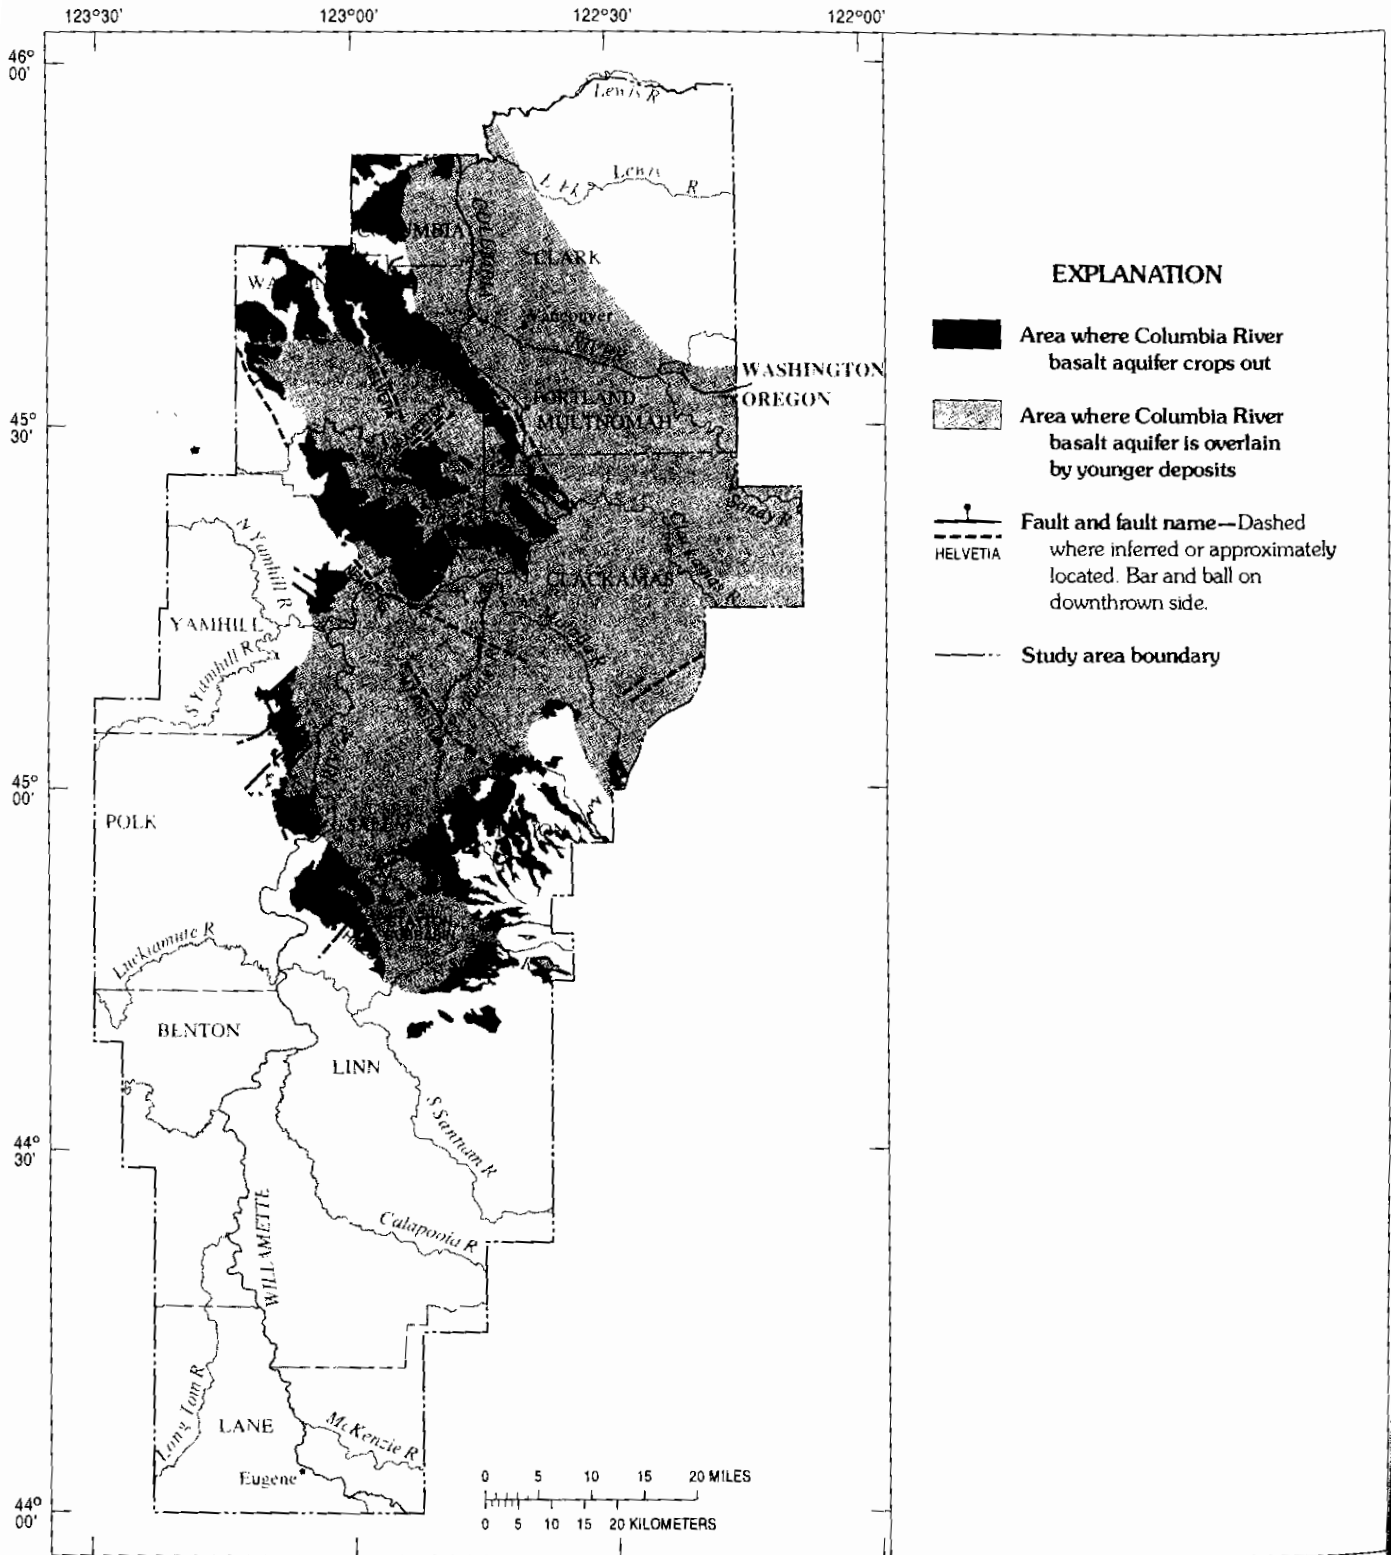 123°30'
123°00'
122°30'
122°00'
46°
00'
Lewis R
Lewis
R
CLARK
Vancouver
WASHINGTON
OREGON
PORTLAND
MULTNOMAH
45°
30'
Sandy R
Clackamas R
CLACKAMAS
N Yamhill R
YAMHILL
S Yamhill R
Molalla R
45°
00'
POLK
Luckiamute R
BENTON
LINN
S Santiam R
44°
30'
WILLAMETTE
Calapooia R
Long Tom R
LANE
McKenzie R
Eugene
44°
00'
0 5 10 15 20 MILES
0 5 10 15 20 KILOMETERS
EXPLANATION
Area where Columbia River
basalt aquifer crops out
Area where Columbia River
basalt aquifer is overlain
by younger deposits
HELVETIA
Fault and fault name—Dashed
where inferred or approximately
located. Bar and ball on
downthrown side.
Study area boundary